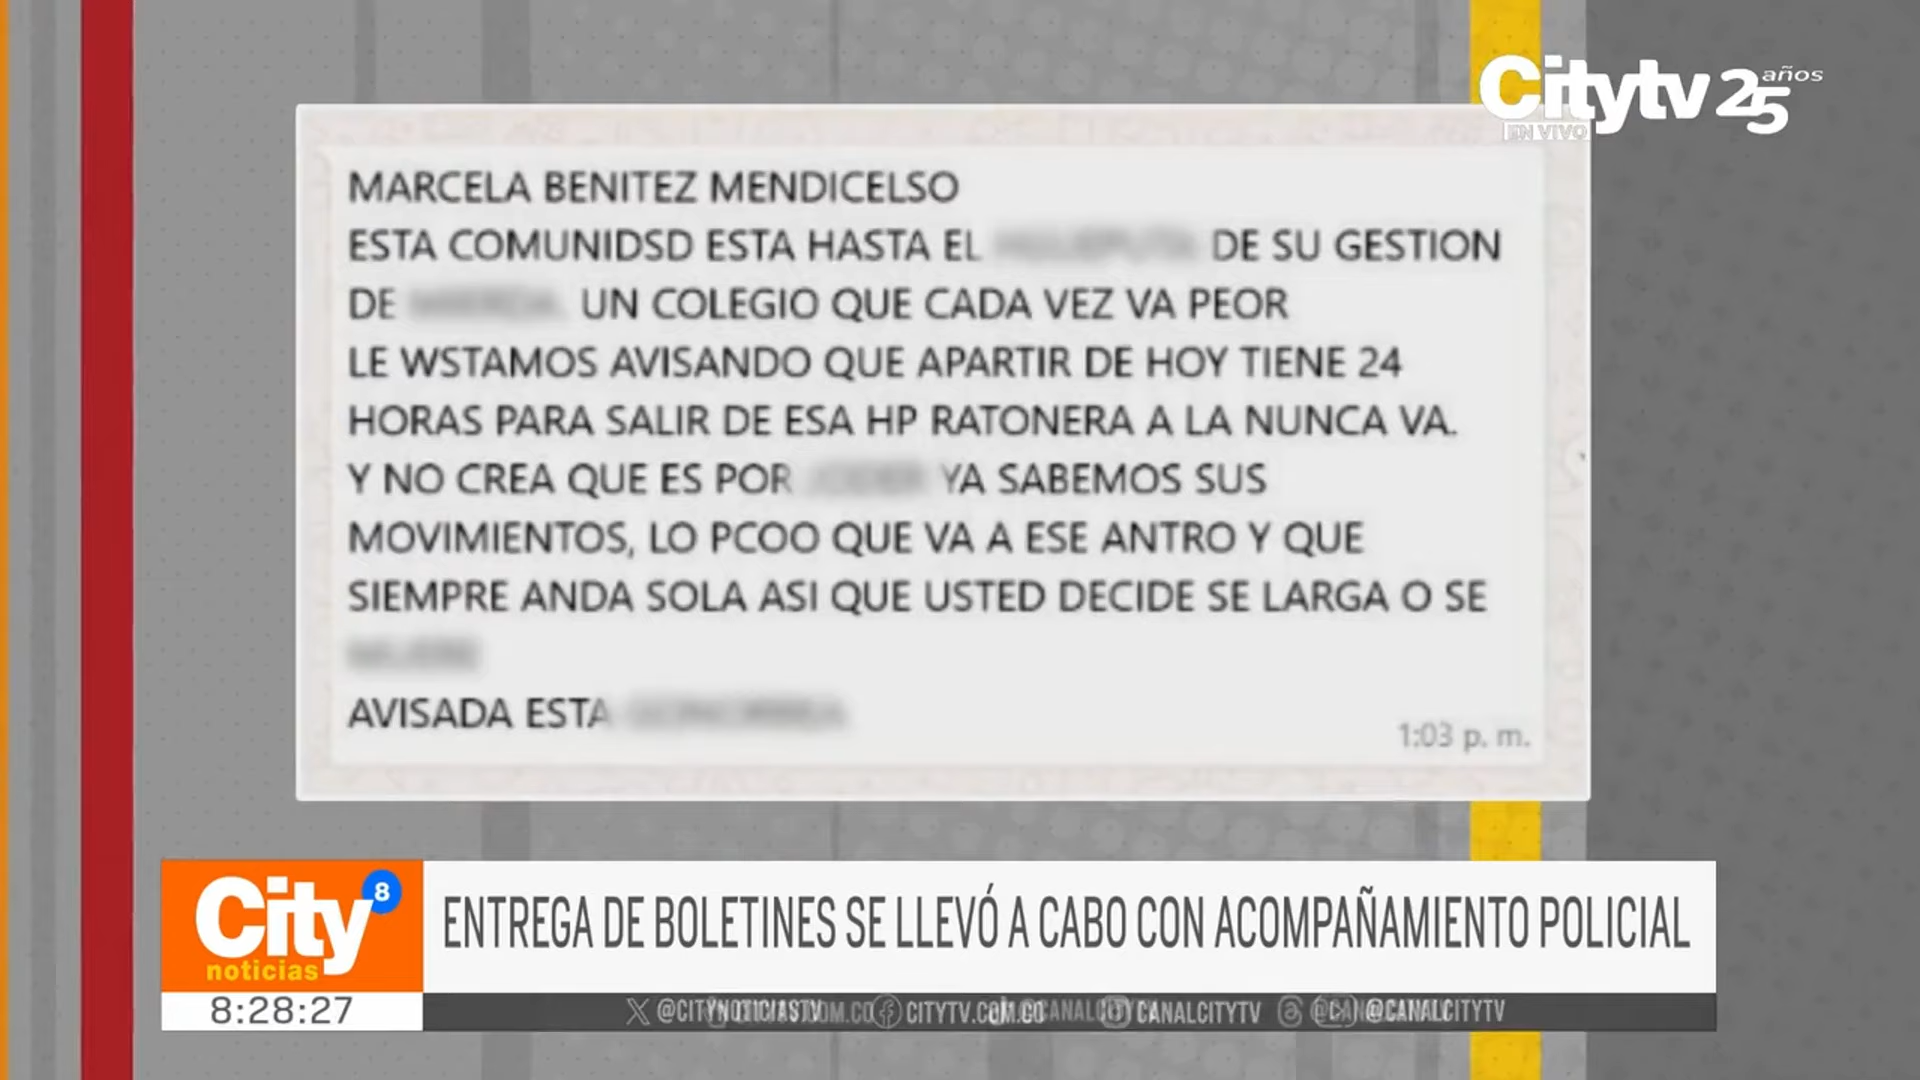 Citytv 25 años
EN VIVO
MARCELA BENITEZ MENDICELSO
ESTA COMUNIDSD ESTA HASTA EL DE SU GESTION
DE UN COLEGIO QUE CADA VEZ VA PEOR
LE WSTAMOS AVISANDO QUE APARTIR DE HOY TIENE 24
HORAS PARA SALIR DE ESA HP RATONERA A LA NUNCA VA.
Y NO CREA QUE ES POR YA SABEMOS SUS
MOVIMIENTOS, LO PCOO QUE VA A ESE ANTRO Y QUE
SIEMPRE ANDA SOLA ASI QUE USTED DECIDE SE LARGA O SE
AVISADA ESTA
1:03 p. m.
City 8
noticias
ENTREGA DE BOLETINES SE LLEVÓ A CABO CON ACOMPAÑAMIENTO POLICIAL
8:28:27
@CITYNOTICIASTV CITYTV.COM.CO CANALCITYTV @CANALCITYTV